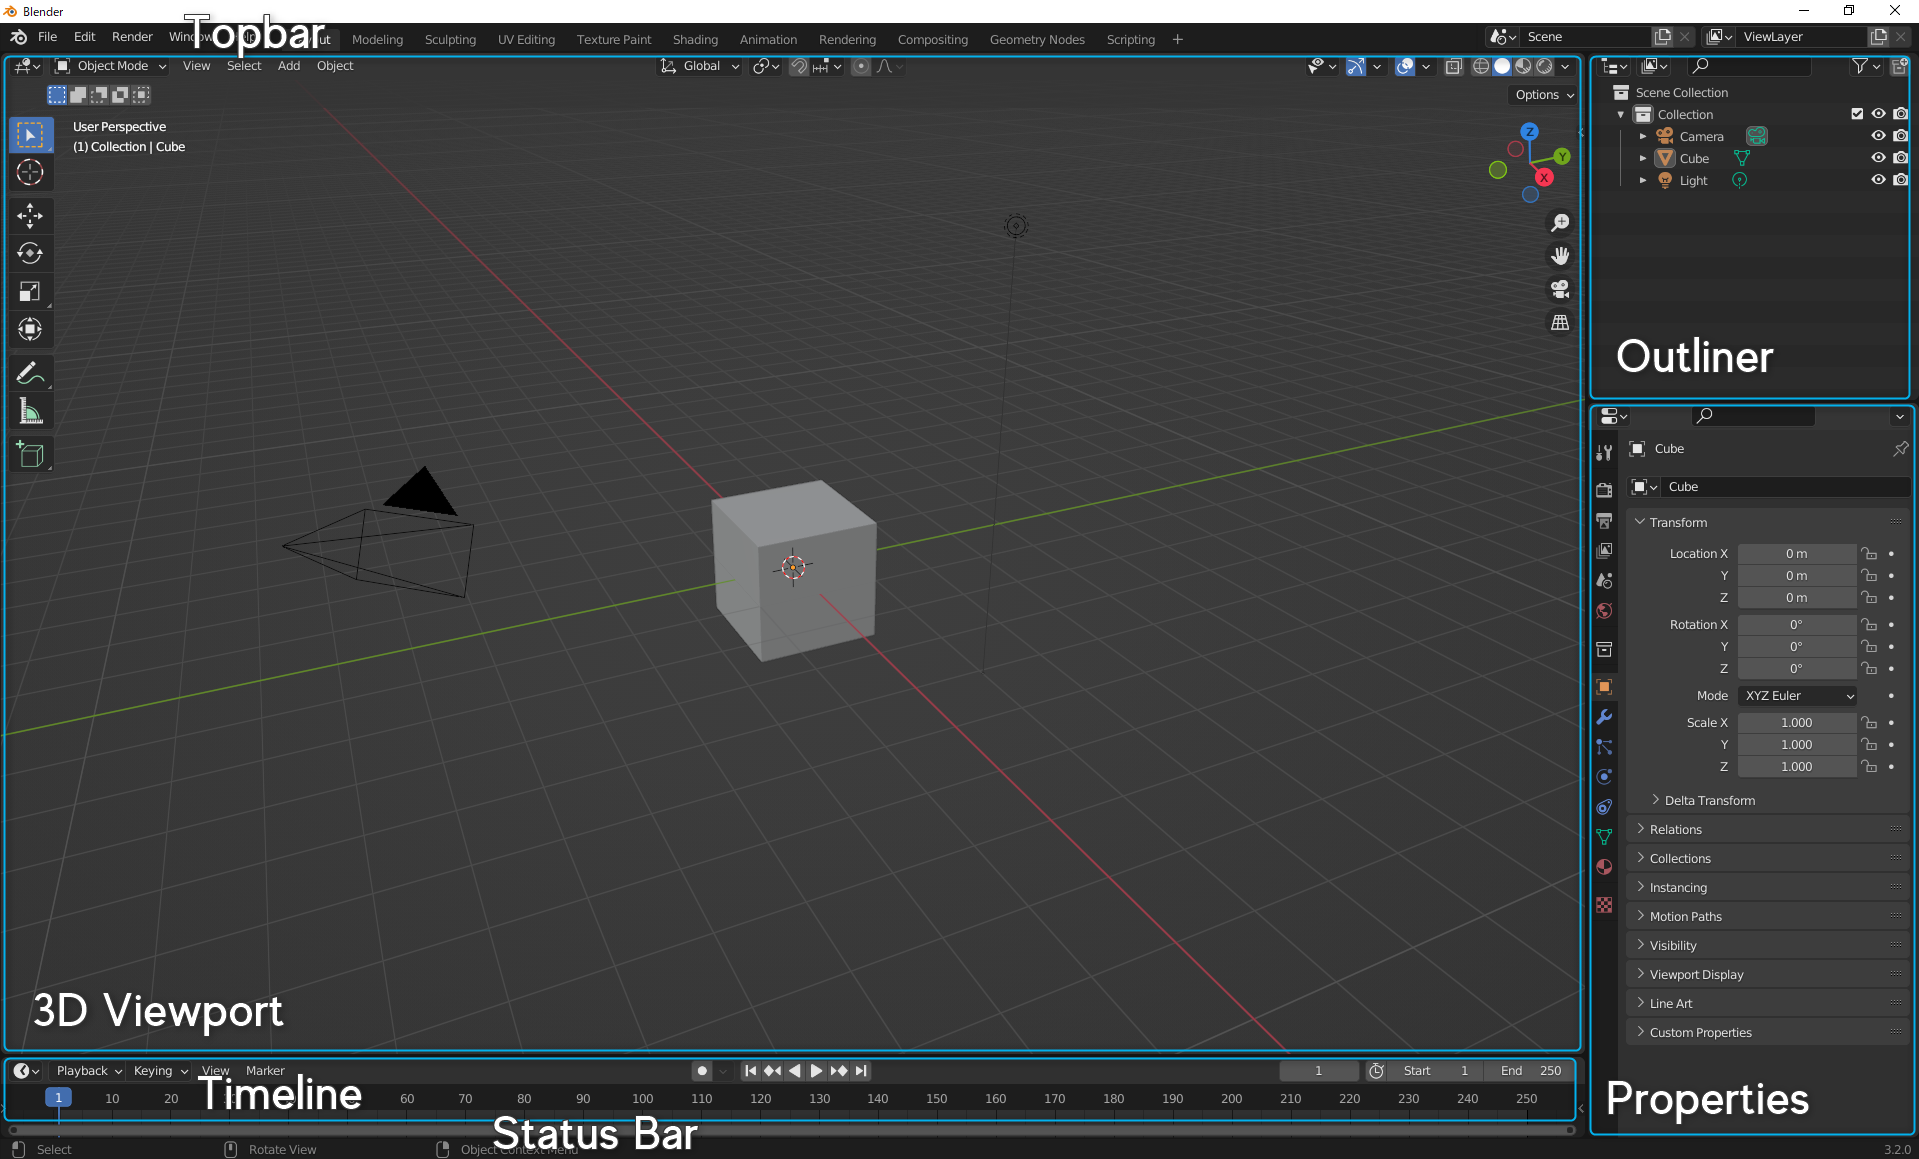 Blender
File Edit Render Window Layout Modeling Sculpting UV Editing Texture Paint Shading Animation Rendering Compositing Geometry Nodes Scripting + Scene ViewLayer
Topbar
Object Mode View Select Add Object Global
Options
User Perspective
(1) Collection | Cube
Z
Y
X
3D Viewport
Scene Collection
Collection
Camera
Cube
Light
Outliner
Cube
Cube
Transform
Location X 0 m
Y 0 m
Z 0 m
Rotation X 0°
Y 0°
Z 0°
Mode XYZ Euler
Scale X 1.000
Y 1.000
Z 1.000
Delta Transform
Relations
Collections
Instancing
Motion Paths
Visibility
Viewport Display
Line Art
Custom Properties
Properties
Playback Keying View Marker 1 Start 1 End 250
Timeline
1 10 20 60 70 80 90 100 110 120 130 140 150 160 170 180 190 200 210 220 230 240 250
Status Bar
Select Rotate View Object Context Menu 3.2.0